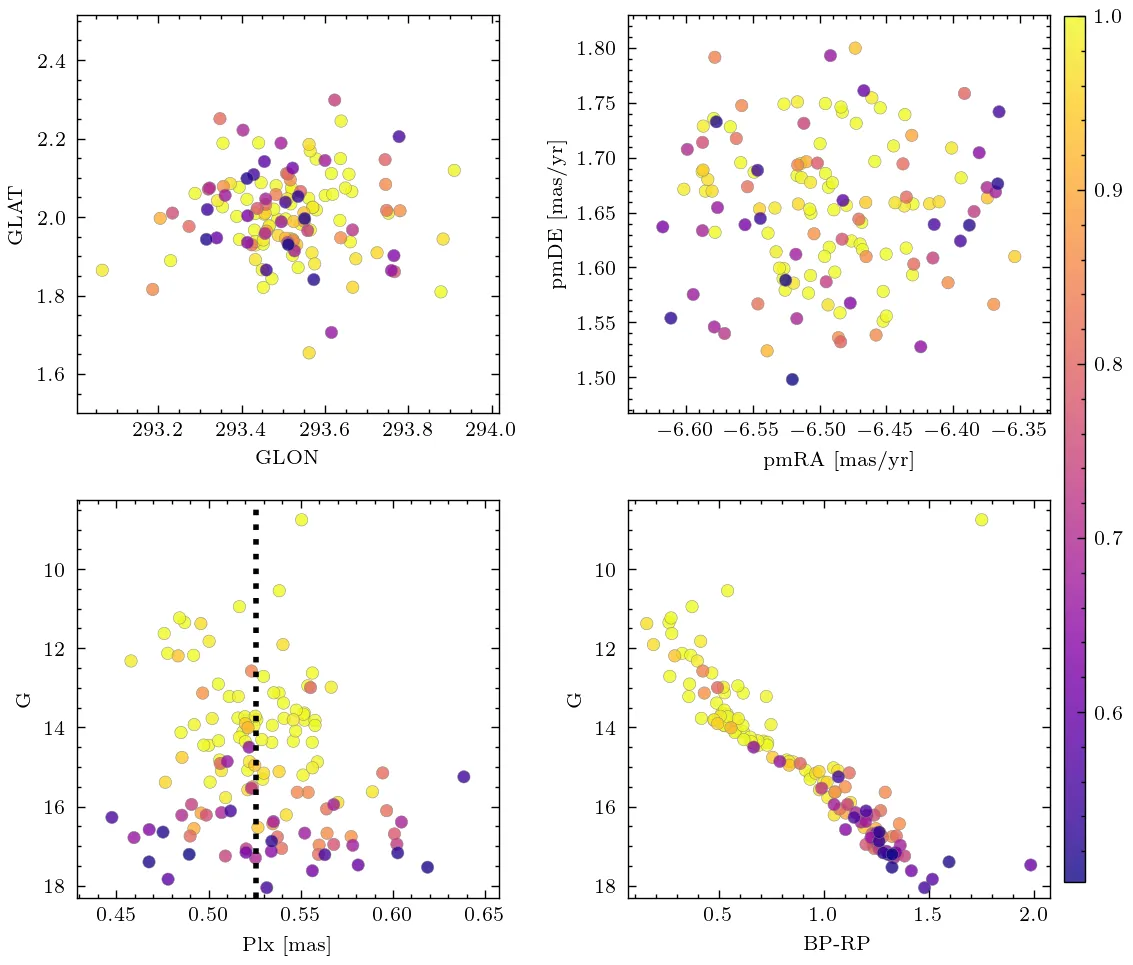 2.4
2.2
2.0
1.8
1.6
GLAT
293.2 293.4 293.6 293.8 294.0
GLON
1.80
1.75
1.70
1.65
1.60
1.55
1.50
pmDE [mas/yr]
−6.60 −6.55 −6.50 −6.45 −6.40 −6.35
pmRA [mas/yr]
10
12
14
16
18
G
0.45 0.50 0.55 0.60 0.65
Plx [mas]
10
12
14
16
18
G
0.5 1.0 1.5 2.0
BP-RP
1.0
0.9
0.8
0.7
0.6